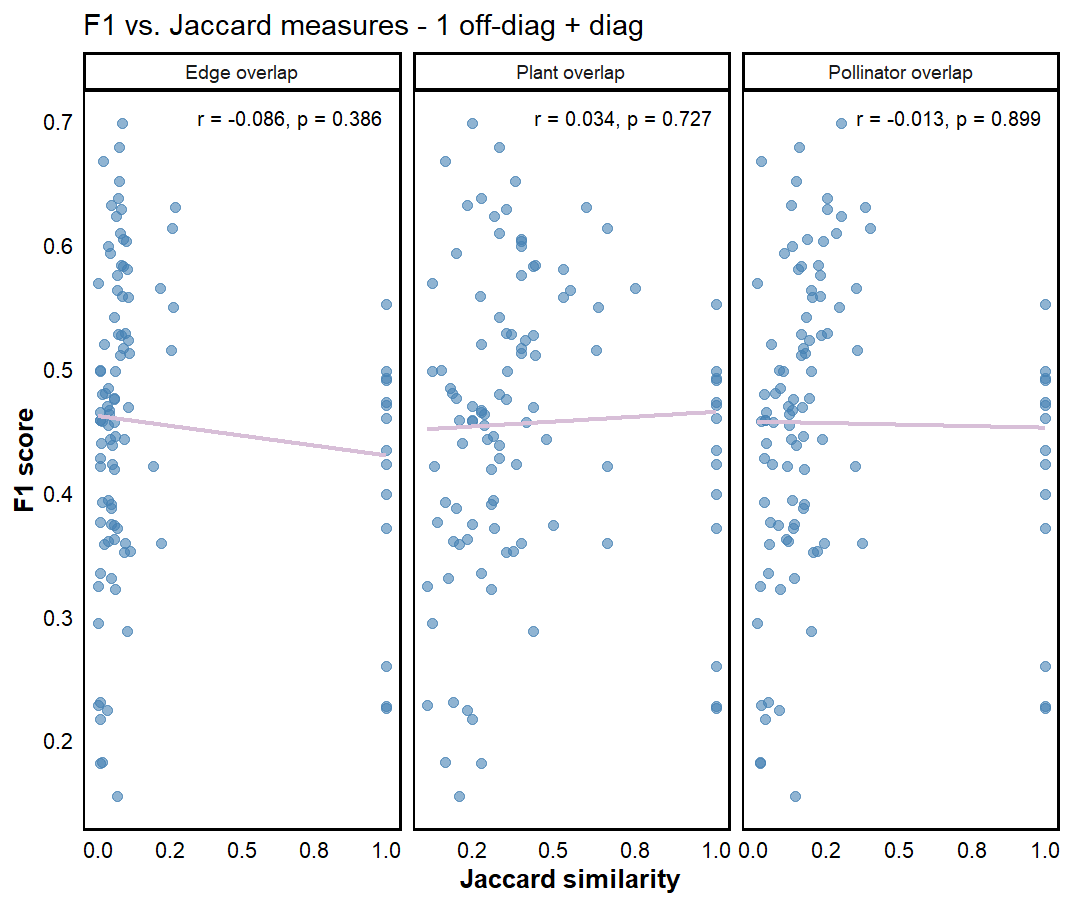 F1 vs. Jaccard measures - 1 off-diag + diag
Edge overlap
Plant overlap
Pollinator overlap
r = -0.086, p = 0.386
r = 0.034, p = 0.727
r = -0.013, p = 0.899
0.7
0.6
0.5
0.4
0.3
0.2
F1 score
0.0 0.2 0.5 0.8 1.0
0.2 0.5 0.8 1.0
0.0 0.2 0.5 0.8 1.0
Jaccard similarity